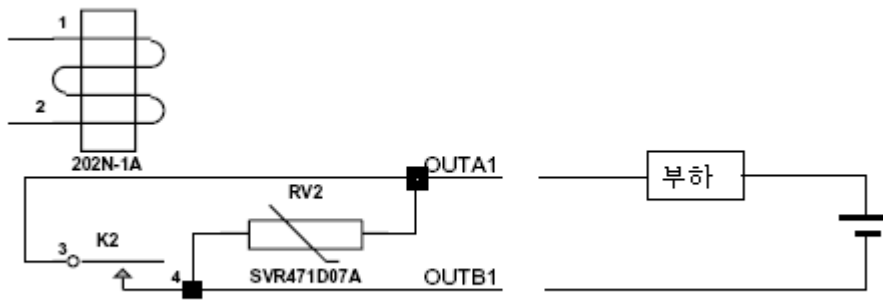 1
2
202N-1A
OUTA1
부하
RV2
3
K2
4
SVR471D07A
OUTB1